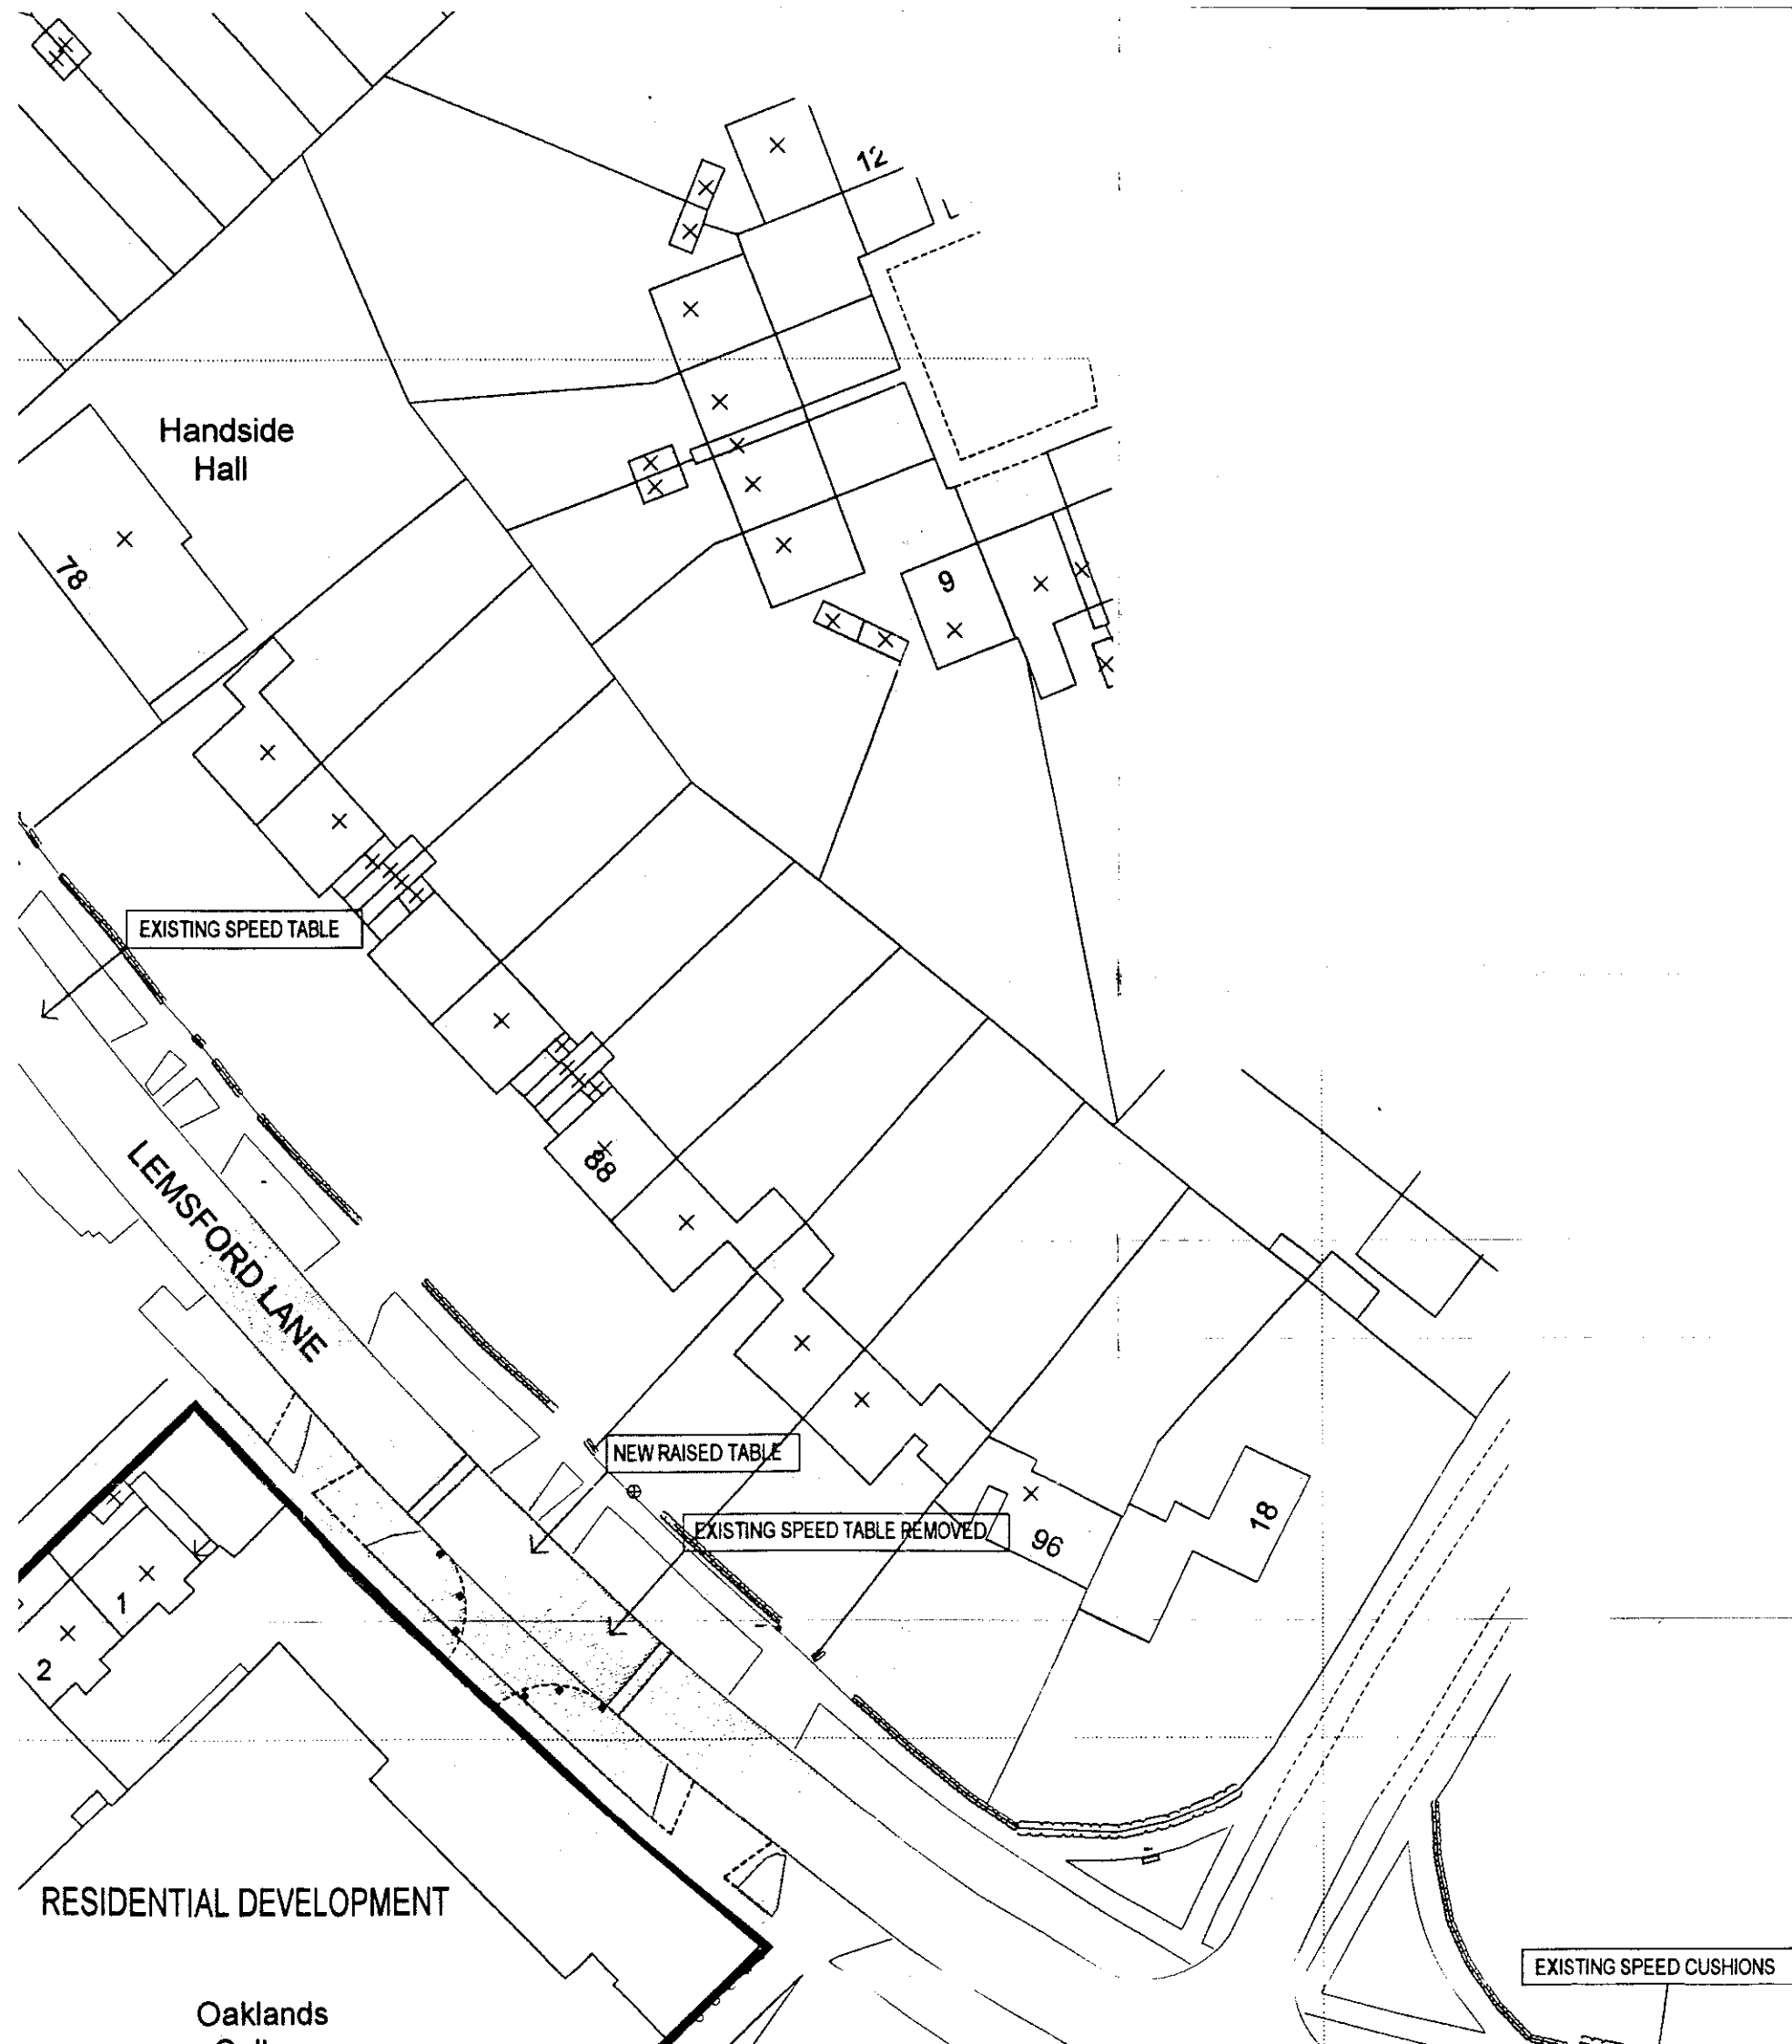 12
Handside
Hall
78
9
EXISTING SPEED TABLE
LEMSFORD LANE
88
NEW RAISED TABLE
EXISTING SPEED TABLE REMOVED
96
18
1
2
RESIDENTIAL DEVELOPMENT
EXISTING SPEED CUSHIONS
Oaklands